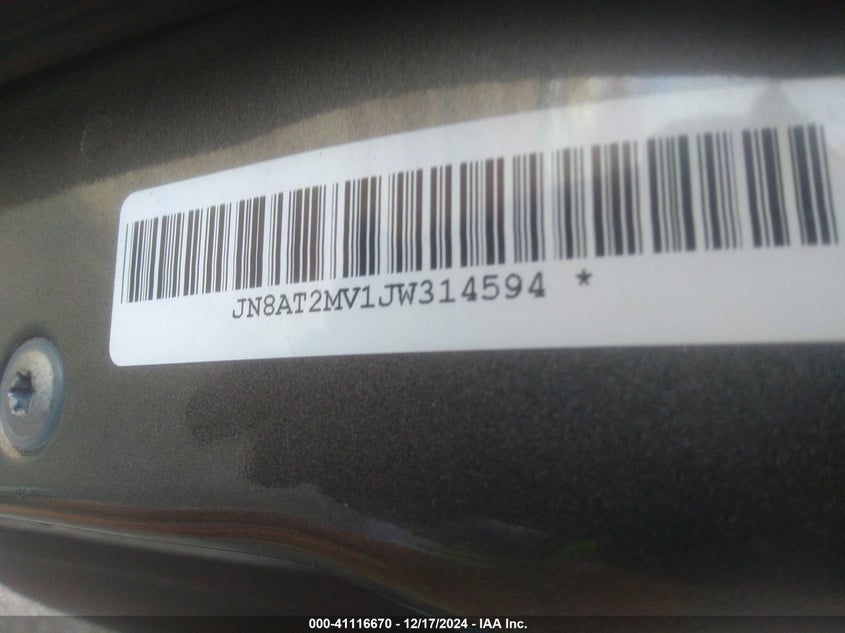 JN8AT2MV1JW314594 *
000-41116670 - 12/17/2024 - IAA Inc.